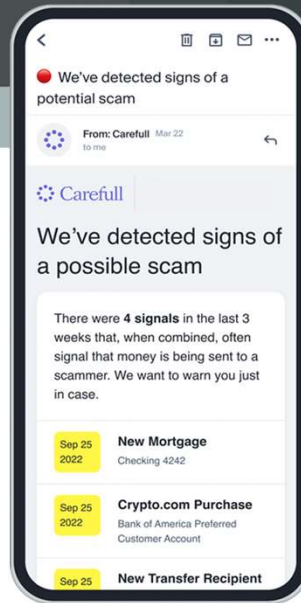 We've detected signs of a
potential scam
From: Carefull Mar 22
to me
Carefull
We've detected signs of
a possible scam
There were 4 signals in the last 3
weeks that, when combined, often
signal that money is being sent to a
scammer. We want to warn you just
in case.
Sep 25
2022
New Mortgage
Checking 4242
Sep 25
2022
Crypto.com Purchase
Bank of America Preferred
Customer Account
Sep 25
New Transfer Recipient